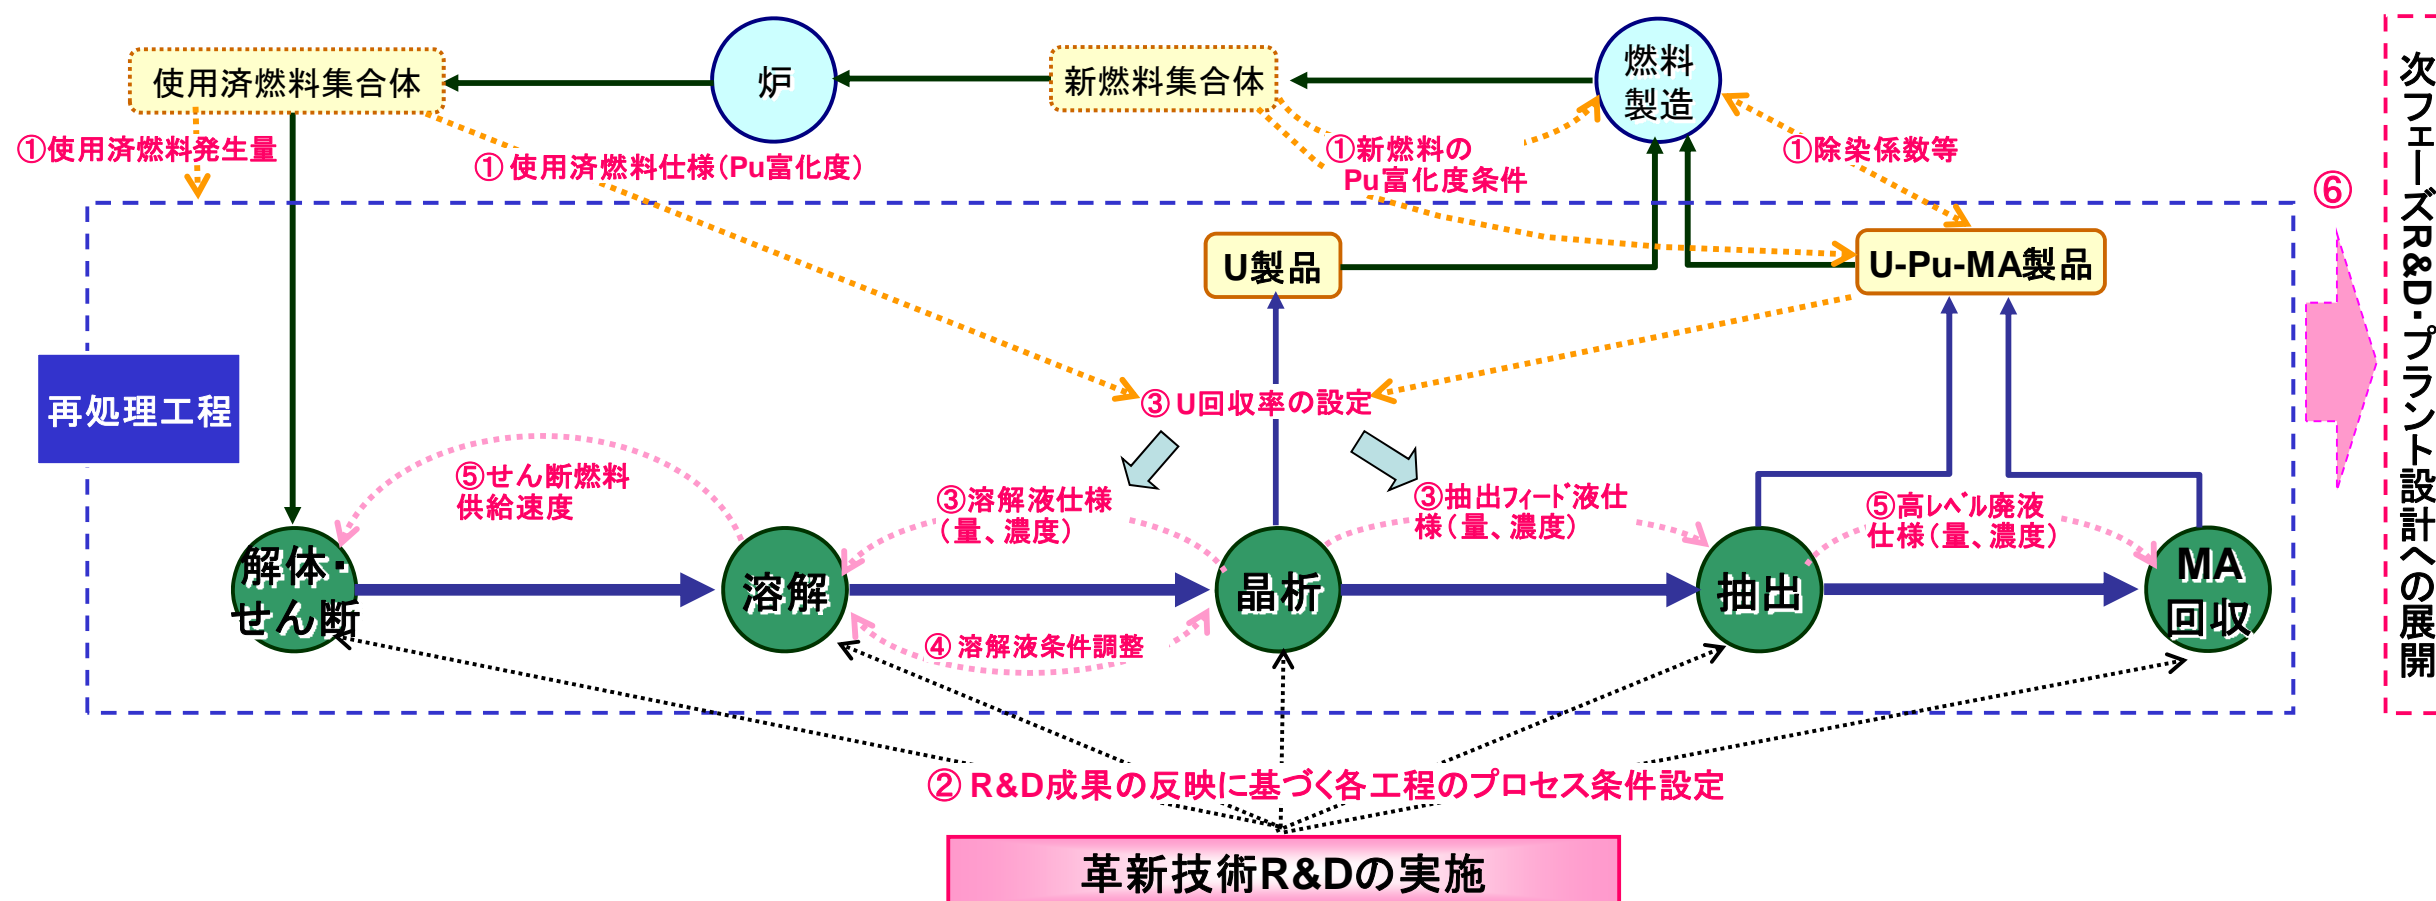 使用済燃料集合体
炉
新燃料集合体
燃料
製造
①使用済燃料発生量
① 使用済燃料仕様(Pu富化度)
①新燃料の
Pu富化度条件
①除染係数等
⑥
次フェーズR&D・プラント設計への展開
U製品
U-Pu-MA製品
再処理工程
③ U回収率の設定
⑤せん断燃料
供給速度
③溶解液仕様
(量、濃度)
③抽出フィード液仕
様(量、濃度)
⑤高レベル廃液
仕様(量、濃度)
解体・
せん断
溶解
晶析
抽出
MA
回収
④ 溶解液条件調整
② R&D成果の反映に基づく各工程のプロセス条件設定
革新技術R&Dの実施